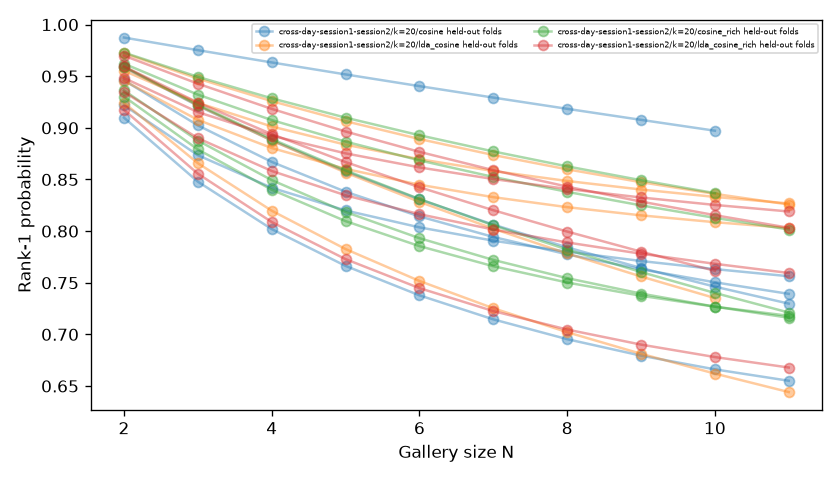 cross-day-session1-session2/k=20/cosine held-out folds
cross-day-session1-session2/k=20/lda_cosine held-out folds
cross-day-session1-session2/k=20/cosine_rich held-out folds
cross-day-session1-session2/k=20/lda_cosine_rich held-out folds
Rank-1 probability
1.00
0.95
0.90
0.85
0.80
0.75
0.70
0.65
2
4
6
8
10
Gallery size N